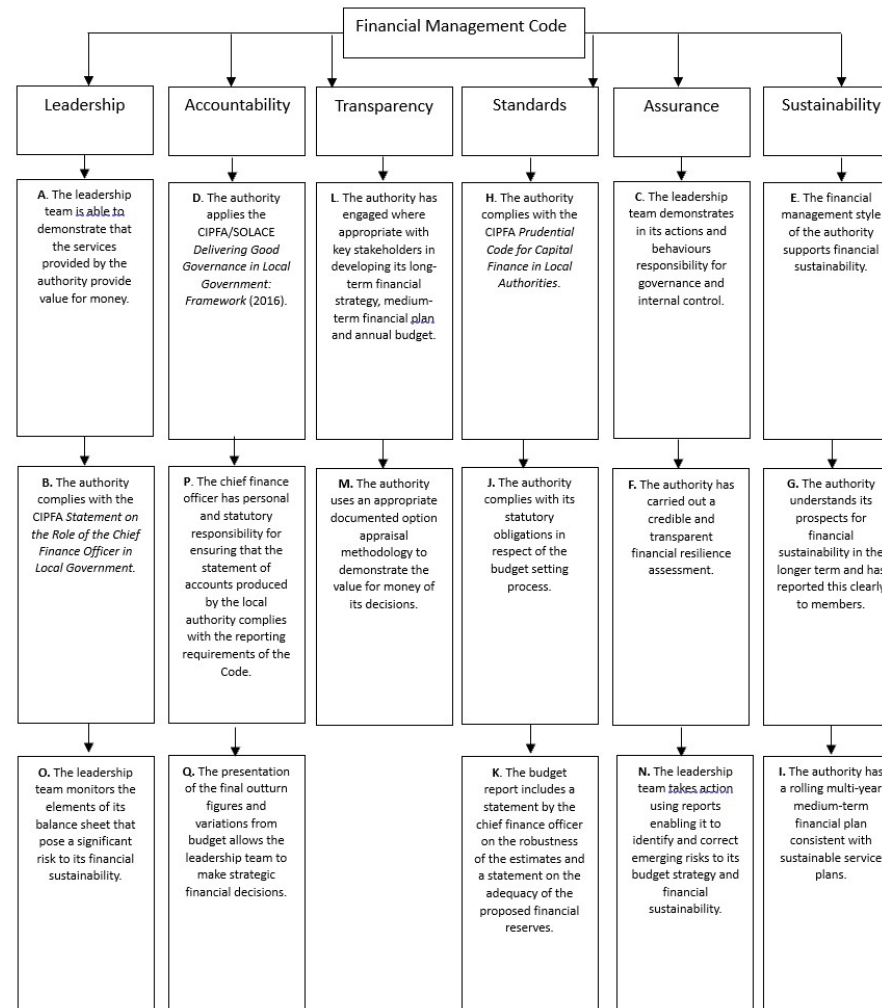 Financial Management Code
Leadership
Accountability
Transparency
Standards
Assurance
Sustainability
A. The leadership
team is able to
demonstrate that
the services
provided by the
authority provide
value for money.
D. The authority
applies the
CIPFA/SOLACE
Delivering Good
Governance in Local
Government:
Framework (2016).
L. The authority has
engaged where
appropriate with
key stakeholders in
developing its long-
term financial
strategy, medium-
term financial plan
and annual budget.
H. The authority
complies with the
CIPFA Prudential
Code for Capital
Finance in Local
Authorities.
C. The leadership
team demonstrates
in its actions and
behaviours
responsibility for
governance and
internal control.
E. The financial
management style
of the authority
supports financial
sustainability.
B. The authority
complies with the
CIPFA Statement on
the Role of the Chief
Finance Officer in
Local Government.
P. The chief finance
officer has personal
and statutory
responsibility for
ensuring that the
statement of
accounts produced
by the local
authority complies
with the reporting
requirements of the
Code.
M. The authority
uses an appropriate
documented option
appraisal
methodology to
demonstrate the
value for money of
its decisions.
J. The authority
complies with its
statutory
obligations in
respect of the
budget setting
process.
F. The authority has
carried out a
credible and
transparent
financial resilience
assessment.
G. The authority
understands its
prospects for
financial
sustainability in the
longer term and has
reported this clearly
to members.
O. The leadership
team monitors the
elements of its
balance sheet that
pose a significant
risk to its financial
sustainability.
Q. The presentation
of the final outturn
figures and
variations from
budget allows the
leadership team to
make strategic
financial decisions.
K. The budget
report includes a
statement by the
chief finance officer
on the robustness
of the estimates and
a statement on the
adequacy of the
proposed financial
reserves.
N. The leadership
team takes action
using reports
enabling it to
identify and correct
emerging risks to its
budget strategy and
financial
sustainability.
I. The authority has
a rolling multi-year
medium-term
financial plan
consistent with
sustainable service
plans.